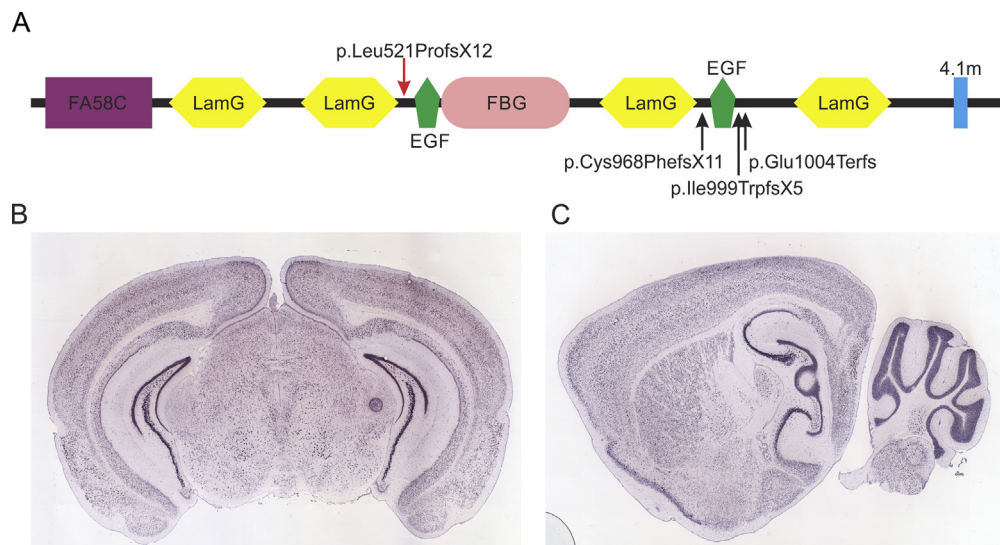 A
p.Leu521ProfsX12
EGF
4.1m
FA58C
LamG
LamG
FBG
LamG
LamG
EGF
p.Cys968PhefsX11
p.Glu1004Terfs
p.Ile999TrpfsX5
B
C